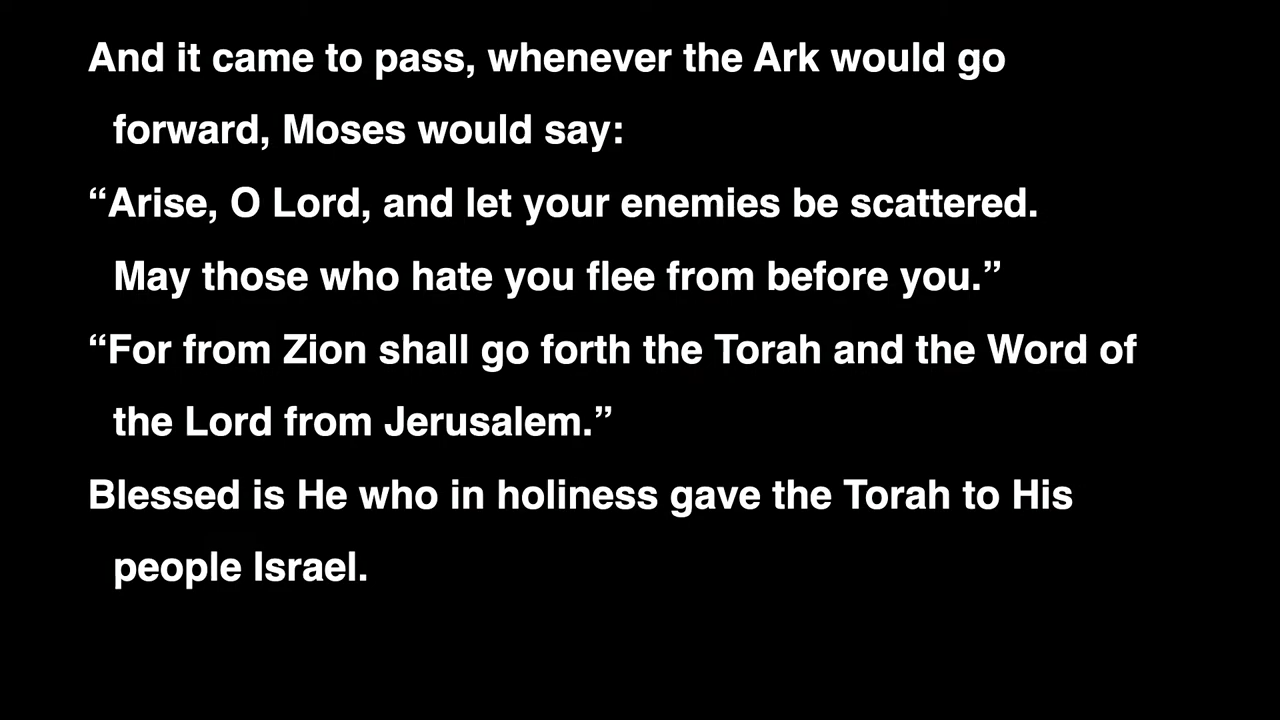 And it came to pass, whenever the Ark would go
forward, Moses would say:
“Arise, O Lord, and let your enemies be scattered.
May those who hate you flee from before you.”
“For from Zion shall go forth the Torah and the Word of
the Lord from Jerusalem.”
Blessed is He who in holiness gave the Torah to His
people Israel.